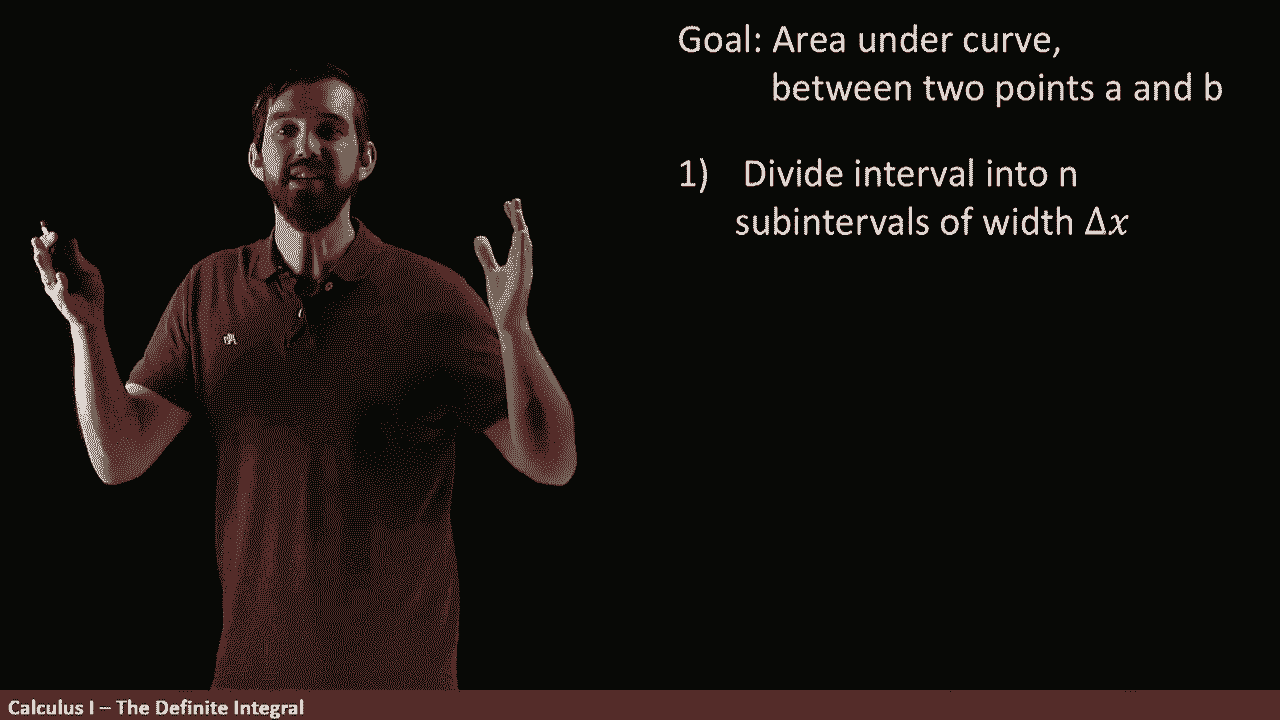 Goal: Area under curve,
between two points a and b
1) Divide interval into n
subintervals of width Δ𝑥
Calculus I – The Definite Integral